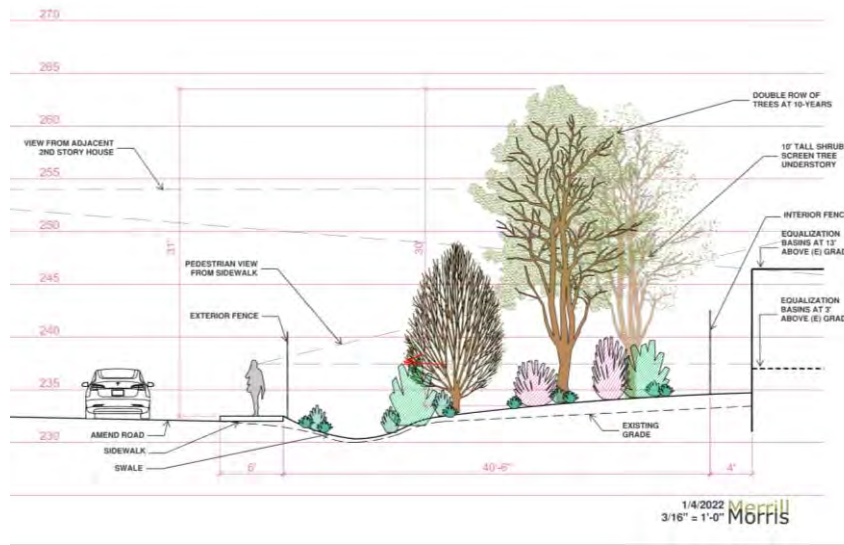 270
265
260
255
250
245
240
235
230
VIEW FROM ADJACENT
2ND STORY HOUSE
PEDESTRIAN VIEW
FROM SIDEWALK
EXTERIOR FENCE
31'
30'
DOUBLE ROW OF
TREES AT 10-YEARS
10' TALL SHRUB
SCREEN TREE
UNDERSTORY
INTERIOR FENC
EQUALIZATION
BASINS AT 13'
ABOVE (E) GRAD
EQUALIZATION
BASINS AT 3'
ABOVE (E) GRAD
AMEND ROAD
SIDEWALK
SWALE
EXISTING
GRADE
6'
40'-6"
4'
1/4/2022
3/16" = 1'-0"
Merrill
Morris